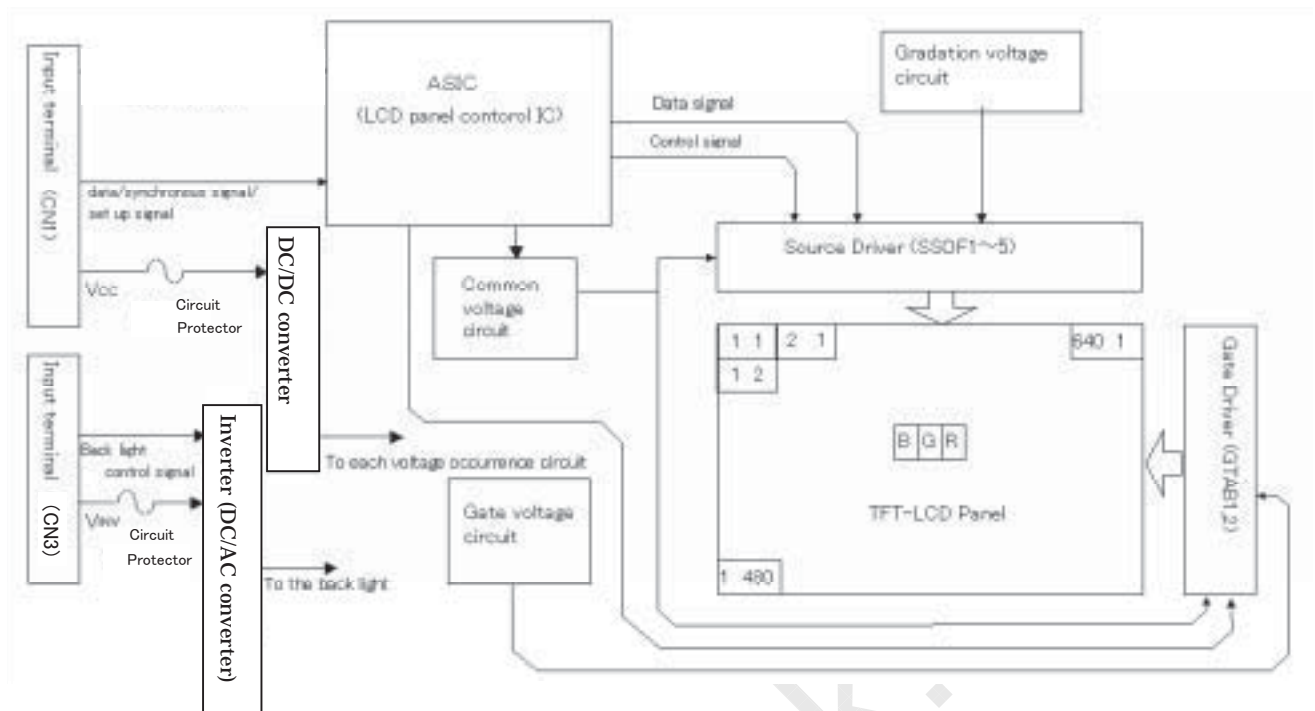 Input terminal (CN1)
data/synchronous signal/
set up signal
Vcc
Circuit
Protector
DC/DC converter
ASIC
(LCD panel contorol IC)
Data signal
Control signal
Gradation voltage
circuit
Source Driver (SSDF1～5)
Common
voltage
circuit
1 1
2 1
640 1
1 2
B G R
TFT-LCD Panel
1 480
Gate Driver (GTAB1,2)
Input terminal (CN3)
Back light
control signal
VINV
Circuit
Protector
Inverter (DC/AC converter)
To each voltage occurrence circuit
To the back light
Gate voltage
circuit